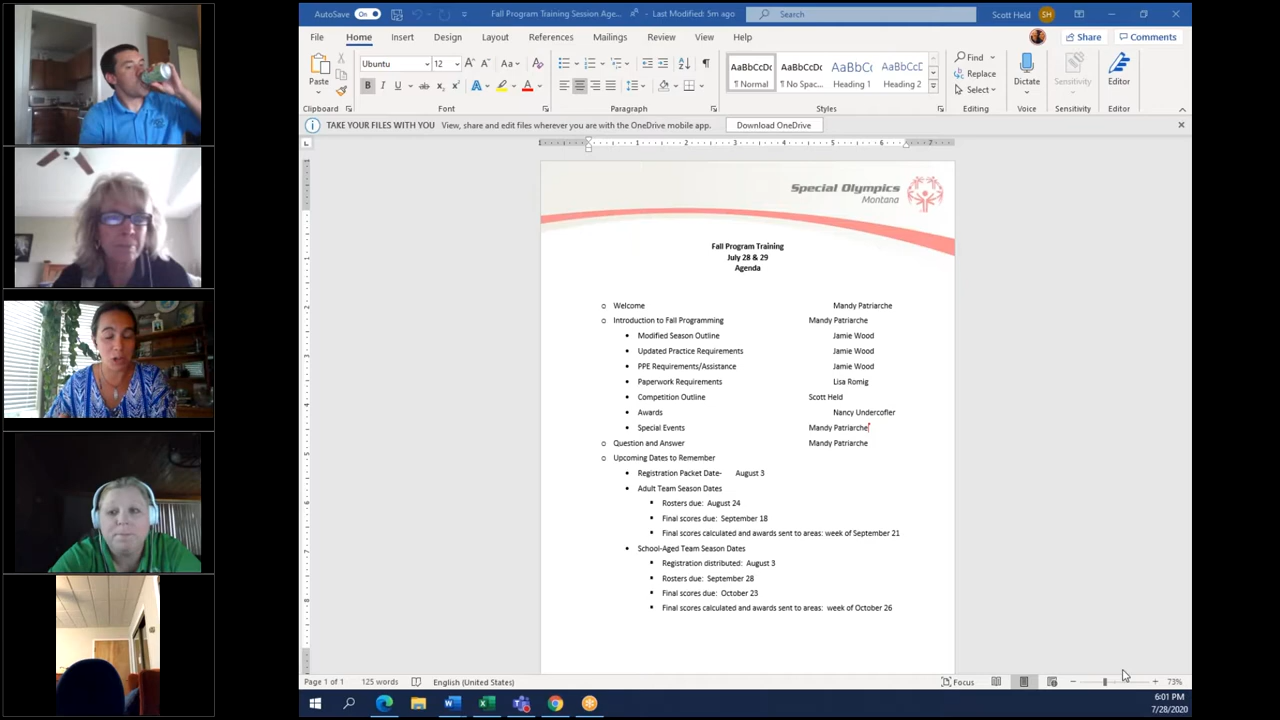 AutoSave On Fall Program Training Session Age... - Last Modified: 5m ago Search Scott Held SH
File Home Insert Design Layout References Mailings Review View Help Share Comments
Paste Ubuntu 12 AaBbCcDc AaBbCcDc AaBbCc AaBbCcD Find Replace Select Dictate Sensitivity Editor
¶ Normal ¶ No Spac... Heading 1 Heading 2
Clipboard Font Paragraph Styles Editing Voice Sensitivity Editor
TAKE YOUR FILES WITH YOU View, share and edit files wherever you are with the OneDrive mobile app. Download OneDrive
Special Olympics
Montana
Fall Program Training
July 28 & 29
Agenda
o Welcome Mandy Patriarche
o Introduction to Fall Programming Mandy Patriarche
• Modified Season Outline Jamie Wood
• Updated Practice Requirements Jamie Wood
• PPE Requirements/Assistance Jamie Wood
• Paperwork Requirements Lisa Romig
• Competition Outline Scott Held
• Awards Nancy Undercofler
• Special Events Mandy Patriarche
o Question and Answer Mandy Patriarche
o Upcoming Dates to Remember
• Registration Packet Date- August 3
• Adult Team Season Dates
▪ Rosters due: August 24
▪ Final scores due: September 18
▪ Final scores calculated and awards sent to areas: week of September 21
• School-Aged Team Season Dates
▪ Registration distributed: August 3
▪ Rosters due: September 28
▪ Final scores due: October 23
▪ Final scores calculated and awards sent to areas: week of October 26
Page 1 of 1 125 words English (United States) Focus 73%
6:01 PM
7/28/2020